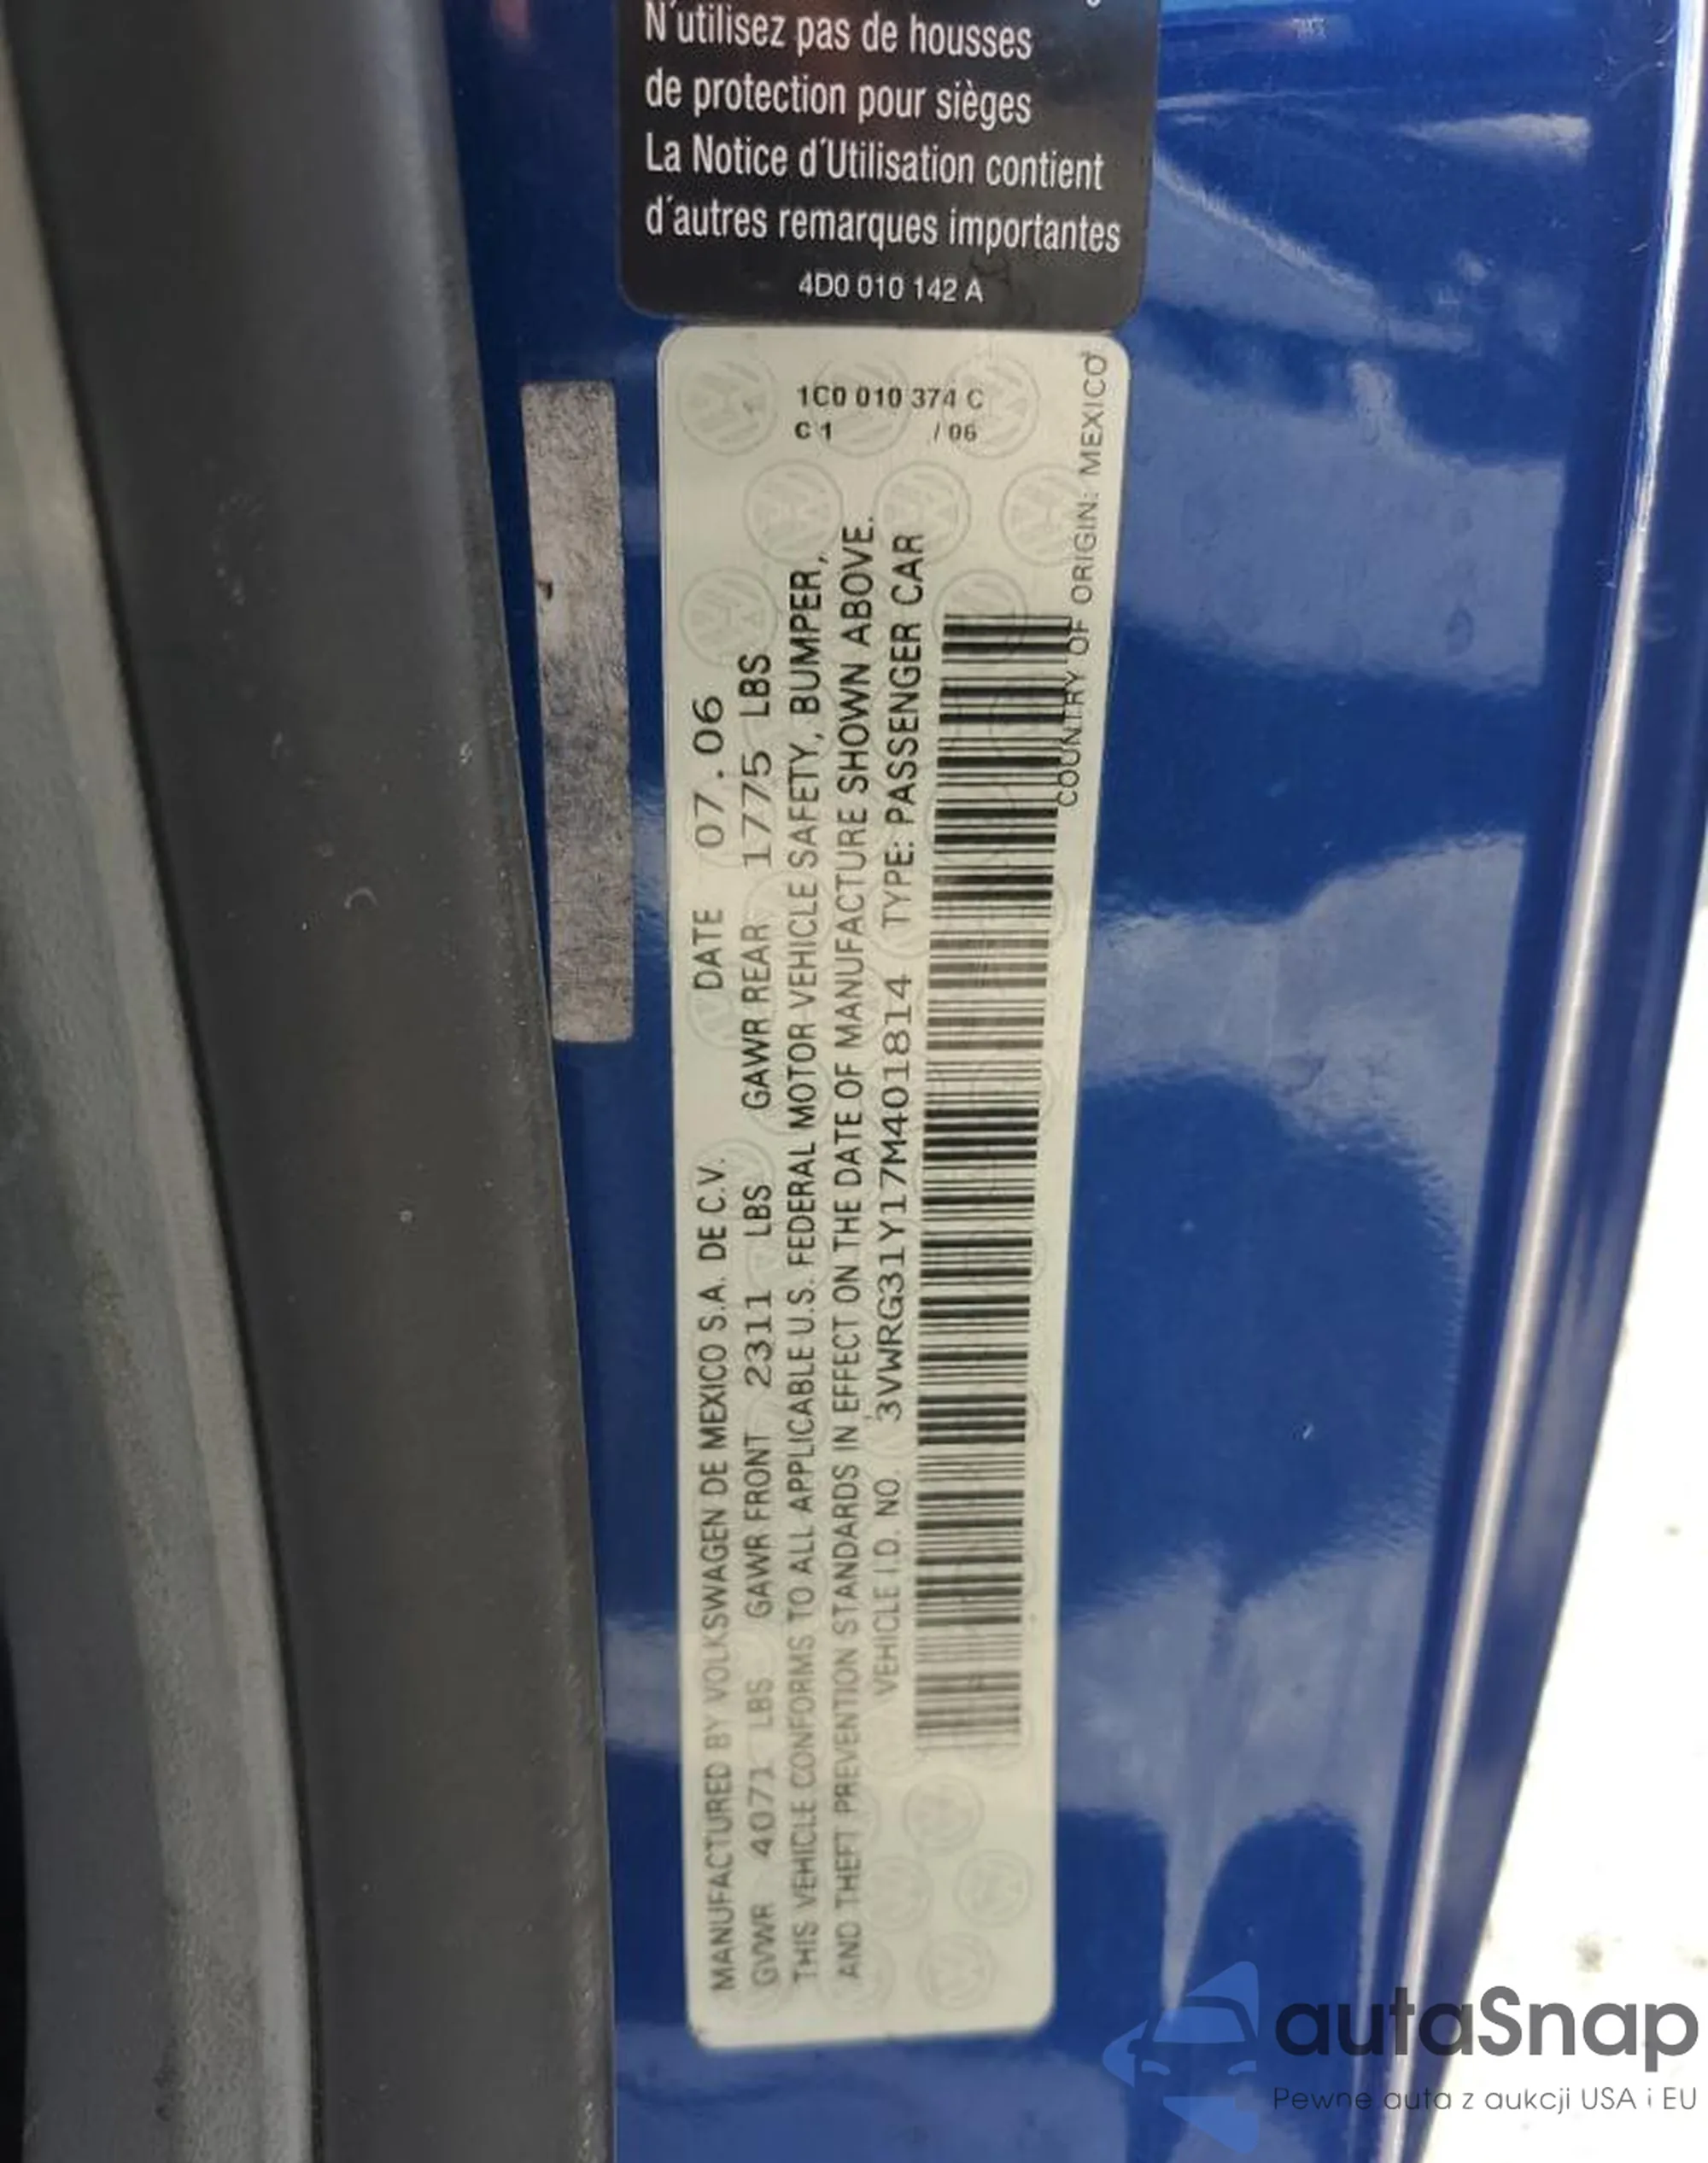 N´utilisez pas de housses
de protection pour sièges
La Notice d´Utilisation contient
d´autres remarques importantes
4D0 010 142 A
1C0 010 374 C
C 1 / 06
MANUFACTURED BY VOLKSWAGEN DE MEXICO S.A. DE C.V. DATE 07.06
GVWR 4071 LBS GAWR FRONT 2311 LBS GAWR REAR 1775 LBS
THIS VEHICLE CONFORMS TO ALL APPLICABLE U.S. FEDERAL MOTOR VEHICLE SAFETY, BUMPER,
AND THEFT PREVENTION STANDARDS IN EFFECT ON THE DATE OF MANUFACTURE SHOWN ABOVE.
VEHICLE I.D. NO. 3VWRG31Y17M401814 TYPE: PASSENGER CAR
COUNTRY OF ORIGIN: MEXICO
autaSnap
Pewne auta z aukcji USA i EU